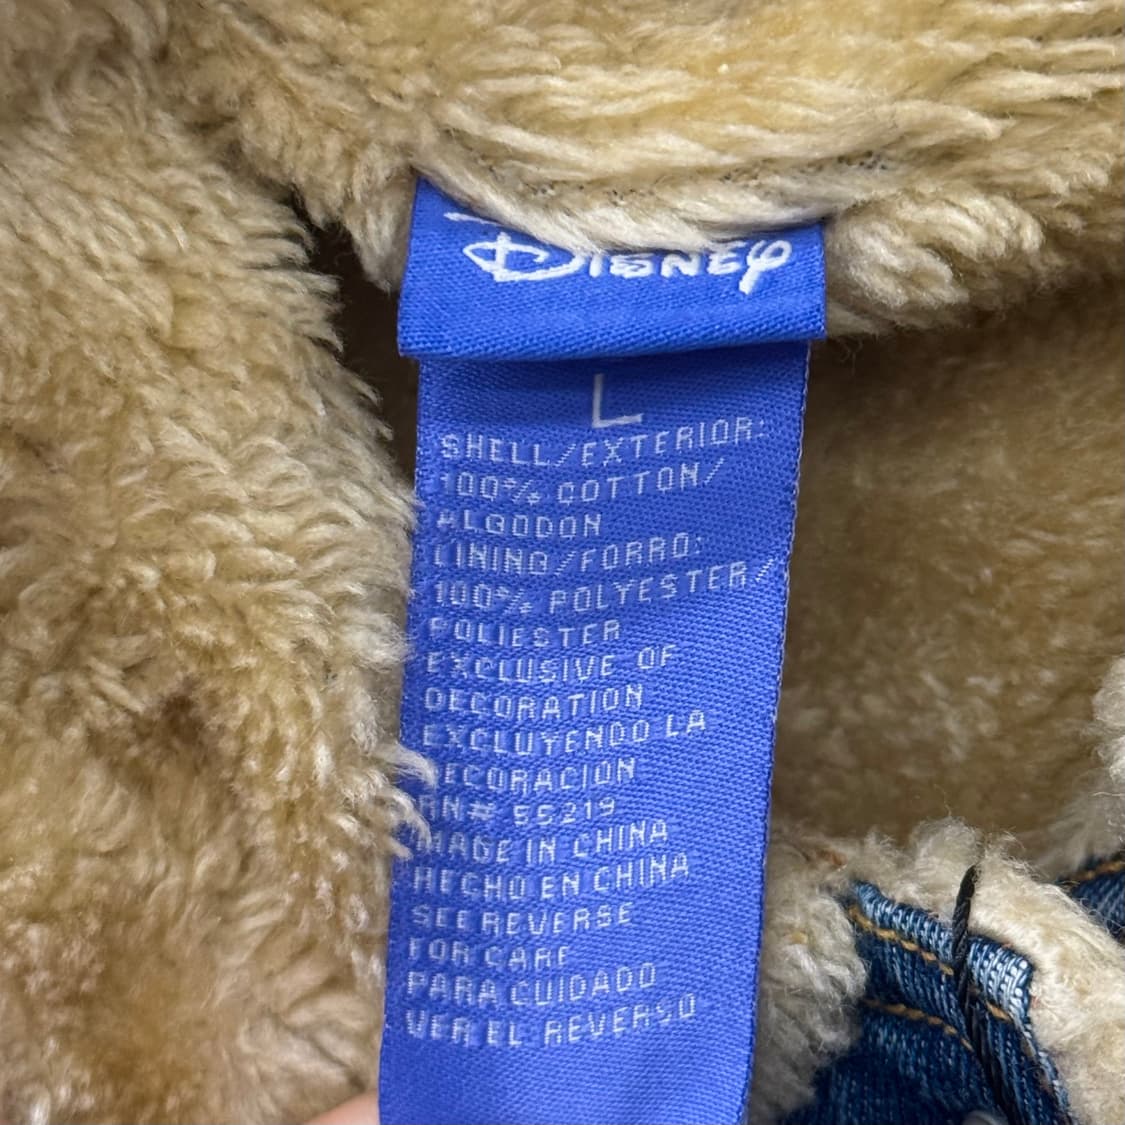 Disney
L
SHELL/EXTERIOR:
100% COTTON/
ALGODON
LINING/FORRO:
100% POLYESTER/
POLIESTER
EXCLUSIVE OF
DECORATION
EXCLUYENDO LA
DECORACION
RN# 55219
MADE IN CHINA
HECHO EN CHINA
SEE REVERSE
FOR CARE
PARA CUIDADO
VER EL REVERSO